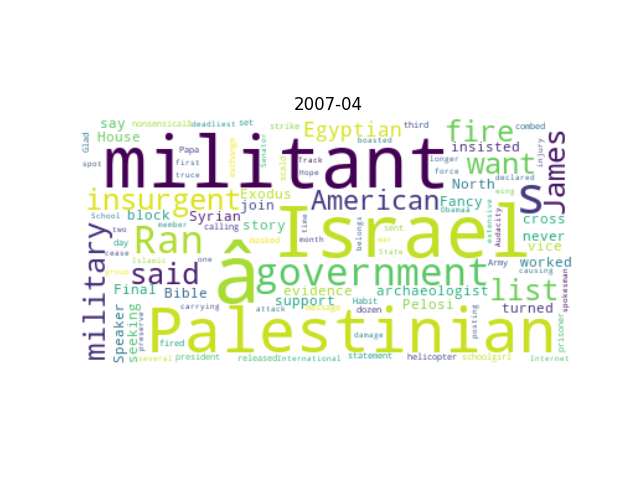 2007-04
say nonsensicalâ deadliest set strike Egyptian third fire combed
Glad House Papa exchange Senator boasted insisted injury James
militant
spot first truce scald Track Hope longer force want declared
insurgent Exodus American North Fancy wing s
School block member Syrian join calling story Israel time belongs sent war State Obamaa extensive Audacity cross never vice
military two day cease Ran masked month
Islamic one said â government Army worked causing spokesman
group Final Bible evidence archaeologist list
Speaker seeking preserve carrying attack support message Habit dozen Pelosi posting turned prisoner
Palestinian
fired damage
several president released International statement helicopter schoolgirl Internet